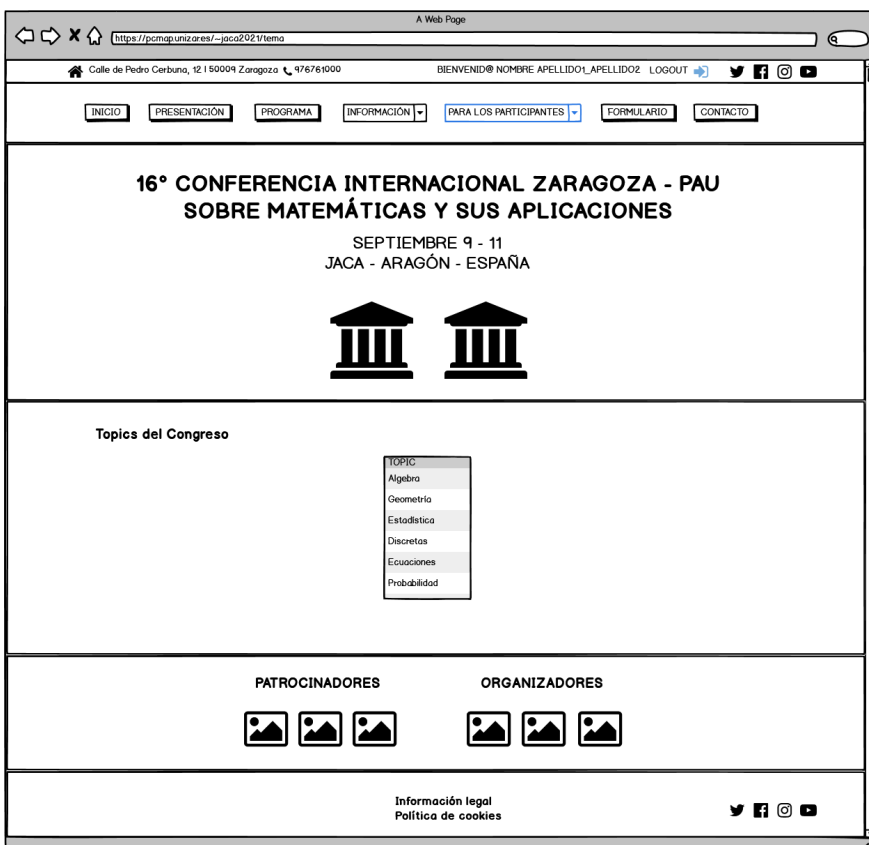 A Web Page
https://pcmap.unizar.es/~jaca2021/tema
Calle de Pedro Cerbuna, 12 | 50009 Zaragoza 976761000 BIENVENID@ NOMBRE APELLIDO1_APELLIDO2 LOGOUT
INICIO PRESENTACIÓN PROGRAMA INFORMACIÓN PARA LOS PARTICIPANTES FORMULARIO CONTACTO
16º CONFERENCIA INTERNACIONAL ZARAGOZA - PAU
SOBRE MATEMÁTICAS Y SUS APLICACIONES
SEPTIEMBRE 9 - 11
JACA - ARAGÓN - ESPAÑA
Topics del Congreso
TOPIC
Algebra
Geometría
Estadística
Discretas
Ecuaciones
Probabilidad
PATROCINADORES ORGANIZADORES
Información legal
Política de cookies